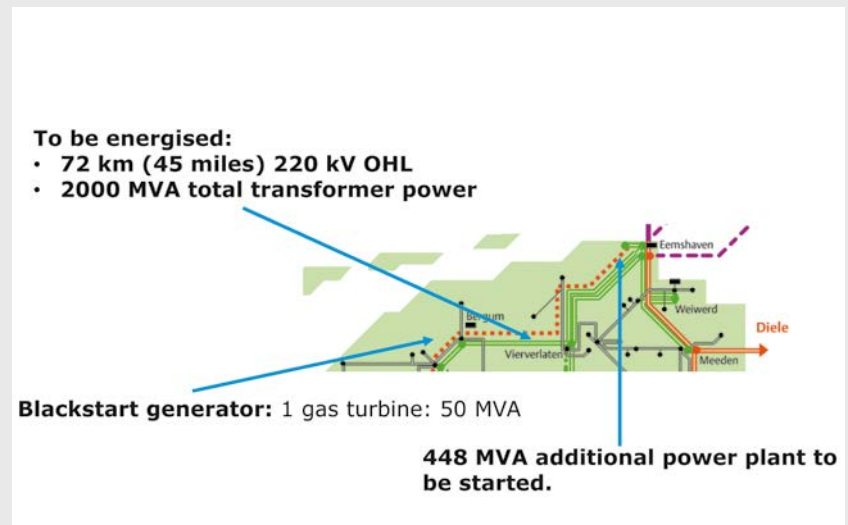 To be energised:
• 72 km (45 miles) 220 kV OHL
• 2000 MVA total transformer power
Eemshaven
Bergum
Weiwerd
Diele
Vierverlaten
Meeden
Blackstart generator: 1 gas turbine: 50 MVA
448 MVA additional power plant to
be started.